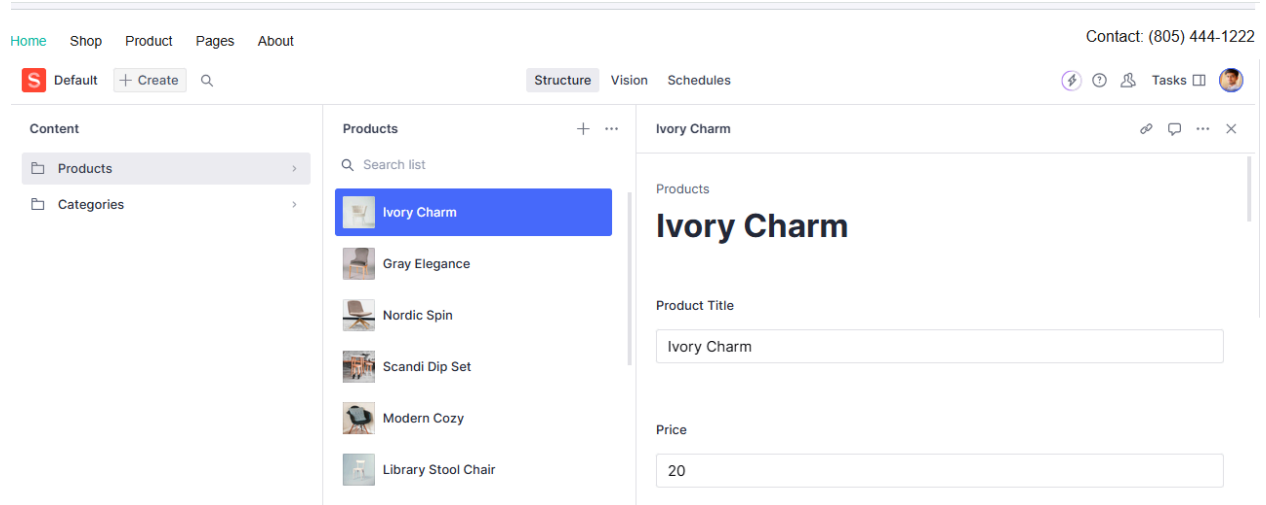 Home Shop Product Pages About Contact: (805) 444-1222
S Default + Create Structure Vision Schedules Tasks
Content
Products
Categories
Products
Search list
Ivory Charm
Gray Elegance
Nordic Spin
Scandi Dip Set
Modern Cozy
Library Stool Chair
Ivory Charm
Products
Ivory Charm
Product Title
Ivory Charm
Price
20